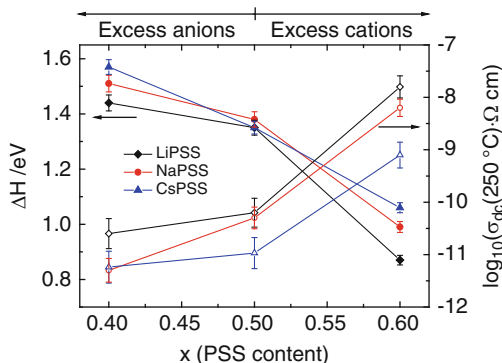 Excess anions Excess cations
1.6
1.4
1.2
1.0
0.8
ΔH /eV
LiPSS
NaPSS
CsPSS
-7
-8
-9
-10
-11
-12
log₁₀(σdc(250 °C)·Ω cm)
0.40 0.45 0.50 0.55 0.60
x (PSS content)